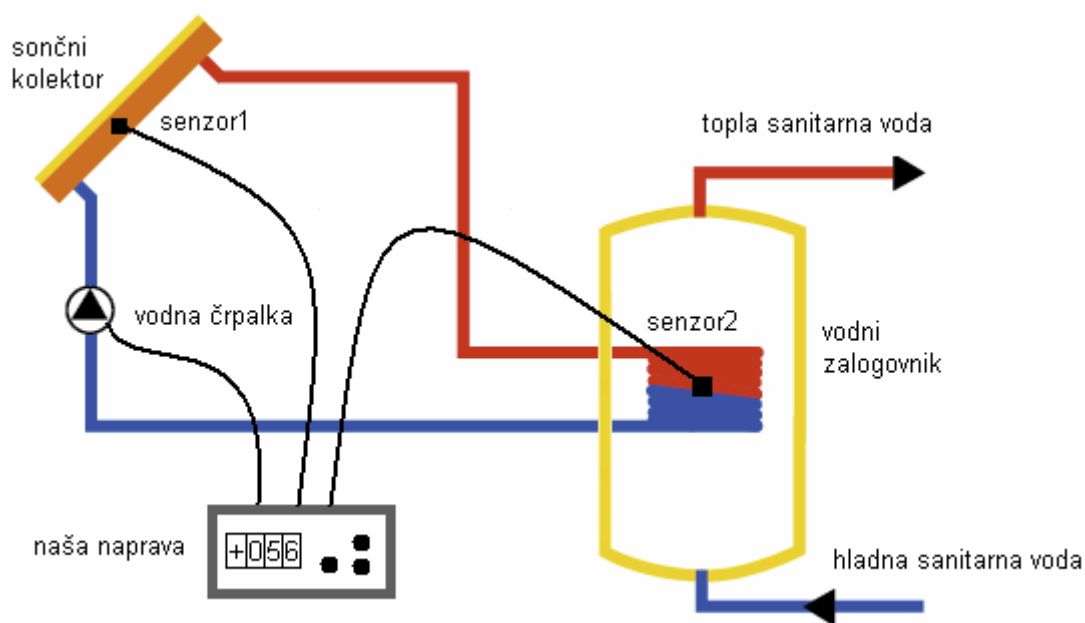 sončni
kolektor
senzor1
topla sanitarna voda
vodna črpalka
senzor2
vodni
zalogovnik
naša naprava
+056
hladna sanitarna voda